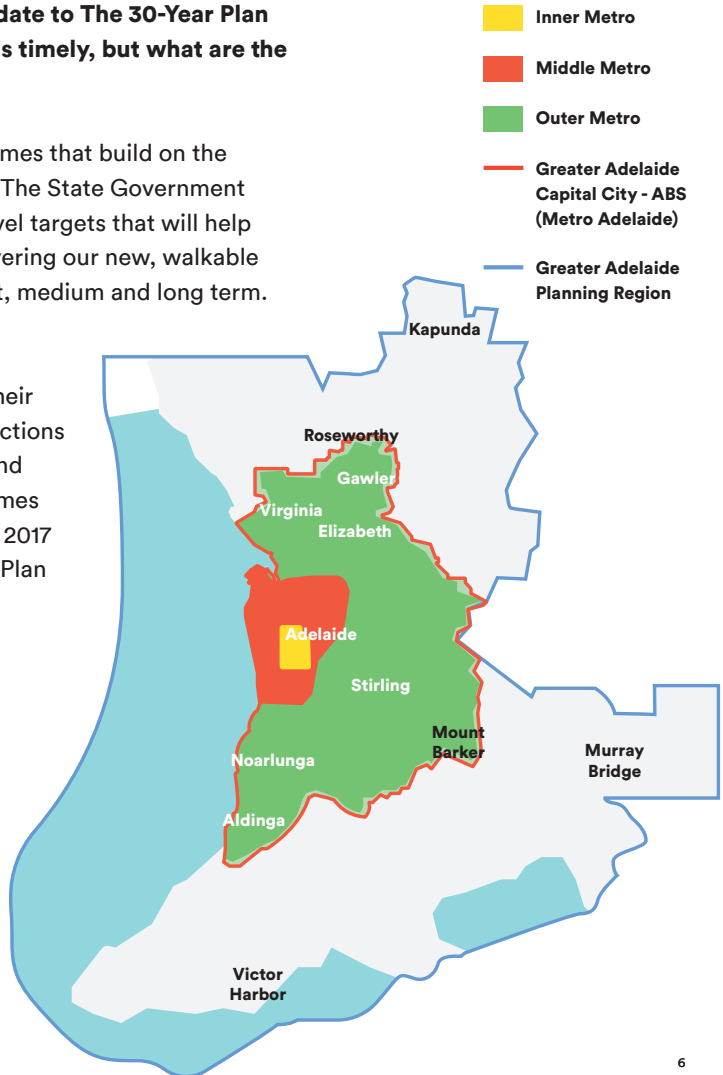 date to The 30-Year Plan
s timely, but what are the
mes that build on the
The State Government
vel targets that will help
vering our new, walkable
t, medium and long term.
heir
ctions
nd
mes
2017
Plan
Inner Metro
Middle Metro
Outer Metro
Greater Adelaide
Capital City - ABS
(Metro Adelaide)
Greater Adelaide
Planning Region
Kapunda
Roseworthy
Gawler
Virginia
Elizabeth
Adelaide
Stirling
Mount
Barker
Noarlunga
Murray
Bridge
Aldinga
Victor
Harbor
6